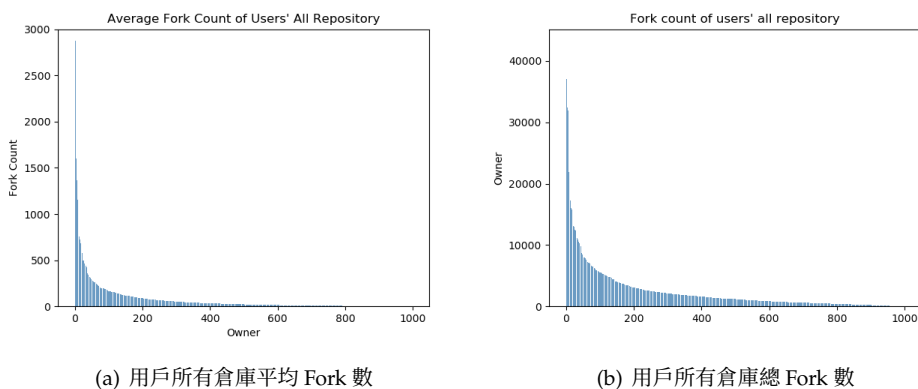 Average Fork Count of Users' All Repository
3000
2500
2000
1500
1000
500
0
Fork Count
0 200 400 600 800 1000
Owner
(a) 用戶所有倉庫平均 Fork 數
Fork count of users' all repository
40000
30000
20000
10000
0
Owner
0 200 400 600 800 1000
(b) 用戶所有倉庫總 Fork 數